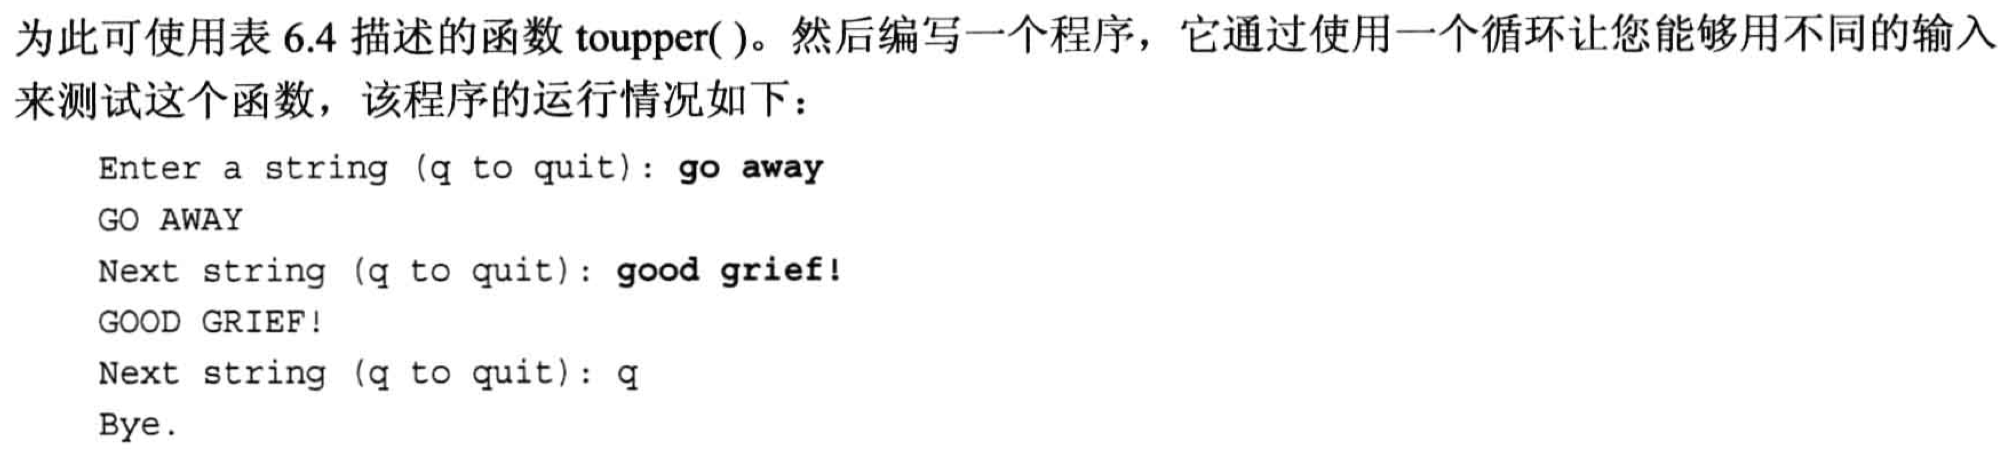 为此可使用表 6.4 描述的函数 toupper( )。然后编写一个程序，它通过使用一个循环让您能够用不同的输入
来测试这个函数，该程序的运行情况如下：
Enter a string (q to quit): go away
GO AWAY
Next string (q to quit): good grief!
GOOD GRIEF!
Next string (q to quit): q
Bye.